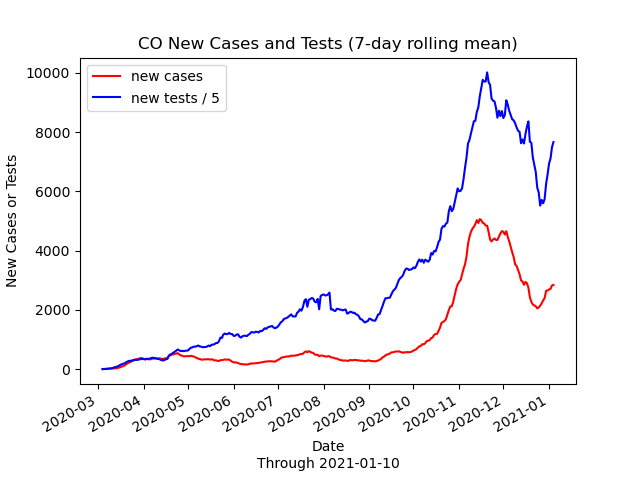 CO New Cases and Tests (7-day rolling mean)
new cases
new tests / 5
10000
8000
6000
4000
2000
0
New Cases or Tests
2020-03
2020-04
2020-05
2020-06
2020-07
2020-08
2020-09
2020-10
2020-11
2020-12
2021-01
Date
Through 2021-01-10